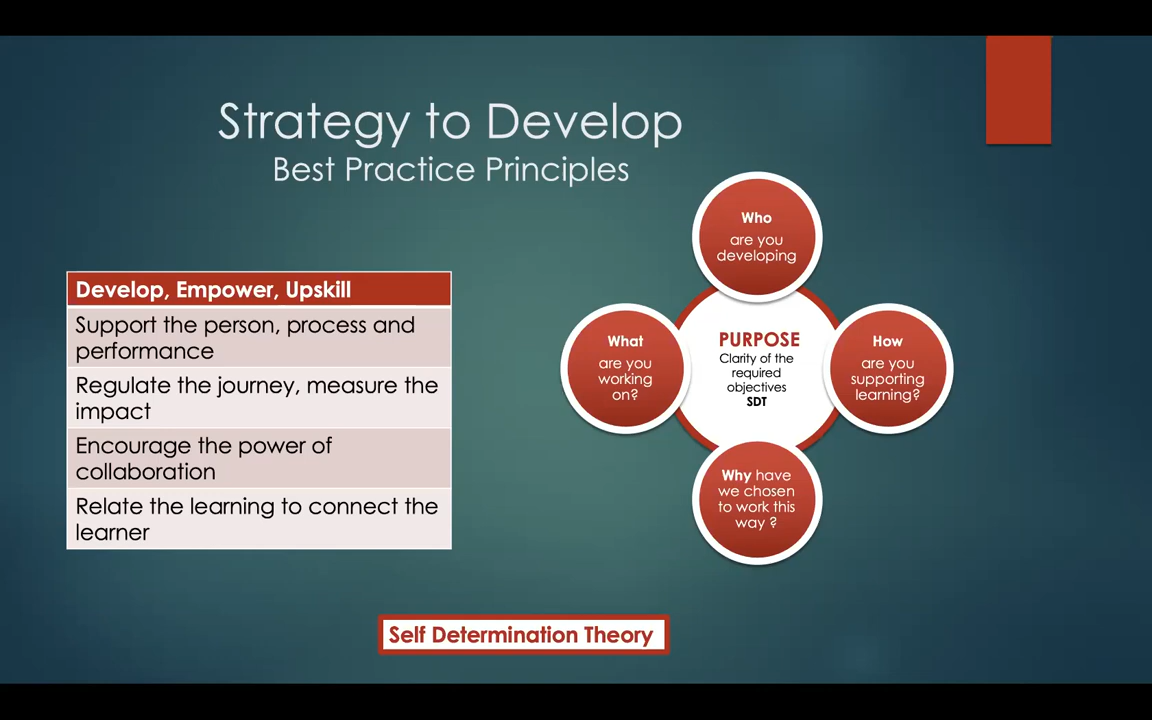 Strategy to Develop
Best Practice Principles
Develop, Empower, Upskill
Support the person, process and
performance
Regulate the journey, measure the
impact
Encourage the power of
collaboration
Relate the learning to connect the
learner
Who
are you
developing
What
are you
working
on?
PURPOSE
Clarity of the
required
objectives
SDT
How
are you
supporting
learning?
Why have
we chosen
to work this
way ?
Self Determination Theory